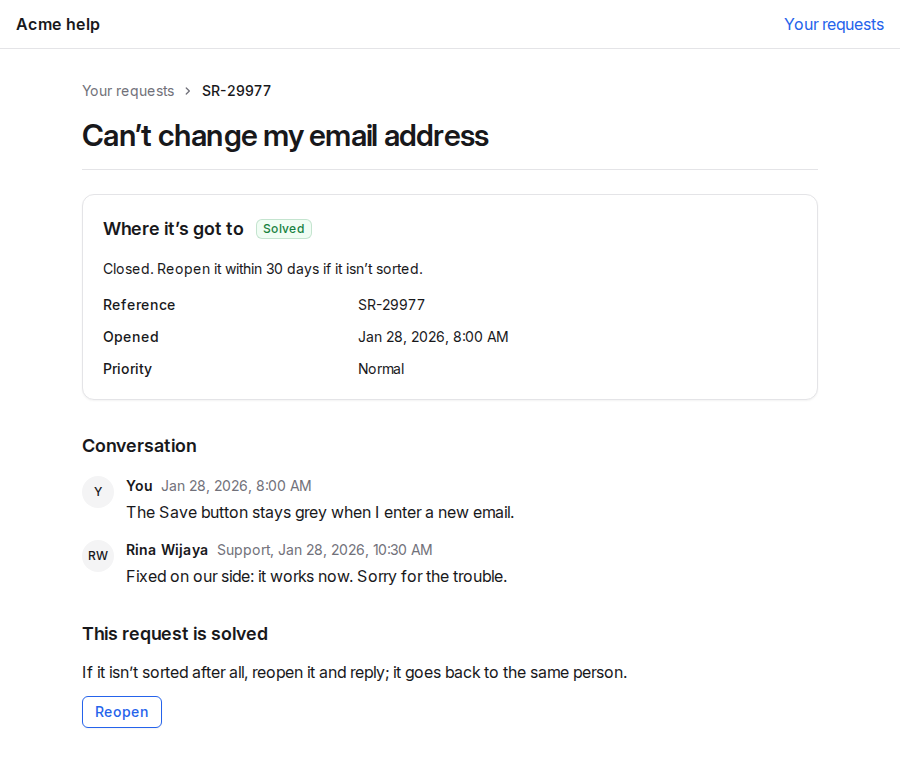 Acme help
Your requests
Your requests > SR-29977
Can't change my email address
Where it's got to Solved
Closed. Reopen it within 30 days if it isn't sorted.
Reference SR-29977
Opened Jan 28, 2026, 8:00 AM
Priority Normal
Conversation
Y You Jan 28, 2026, 8:00 AM
The Save button stays grey when I enter a new email.
RW Rina Wijaya Support, Jan 28, 2026, 10:30 AM
Fixed on our side: it works now. Sorry for the trouble.
This request is solved
If it isn't sorted after all, reopen it and reply; it goes back to the same person.
Reopen